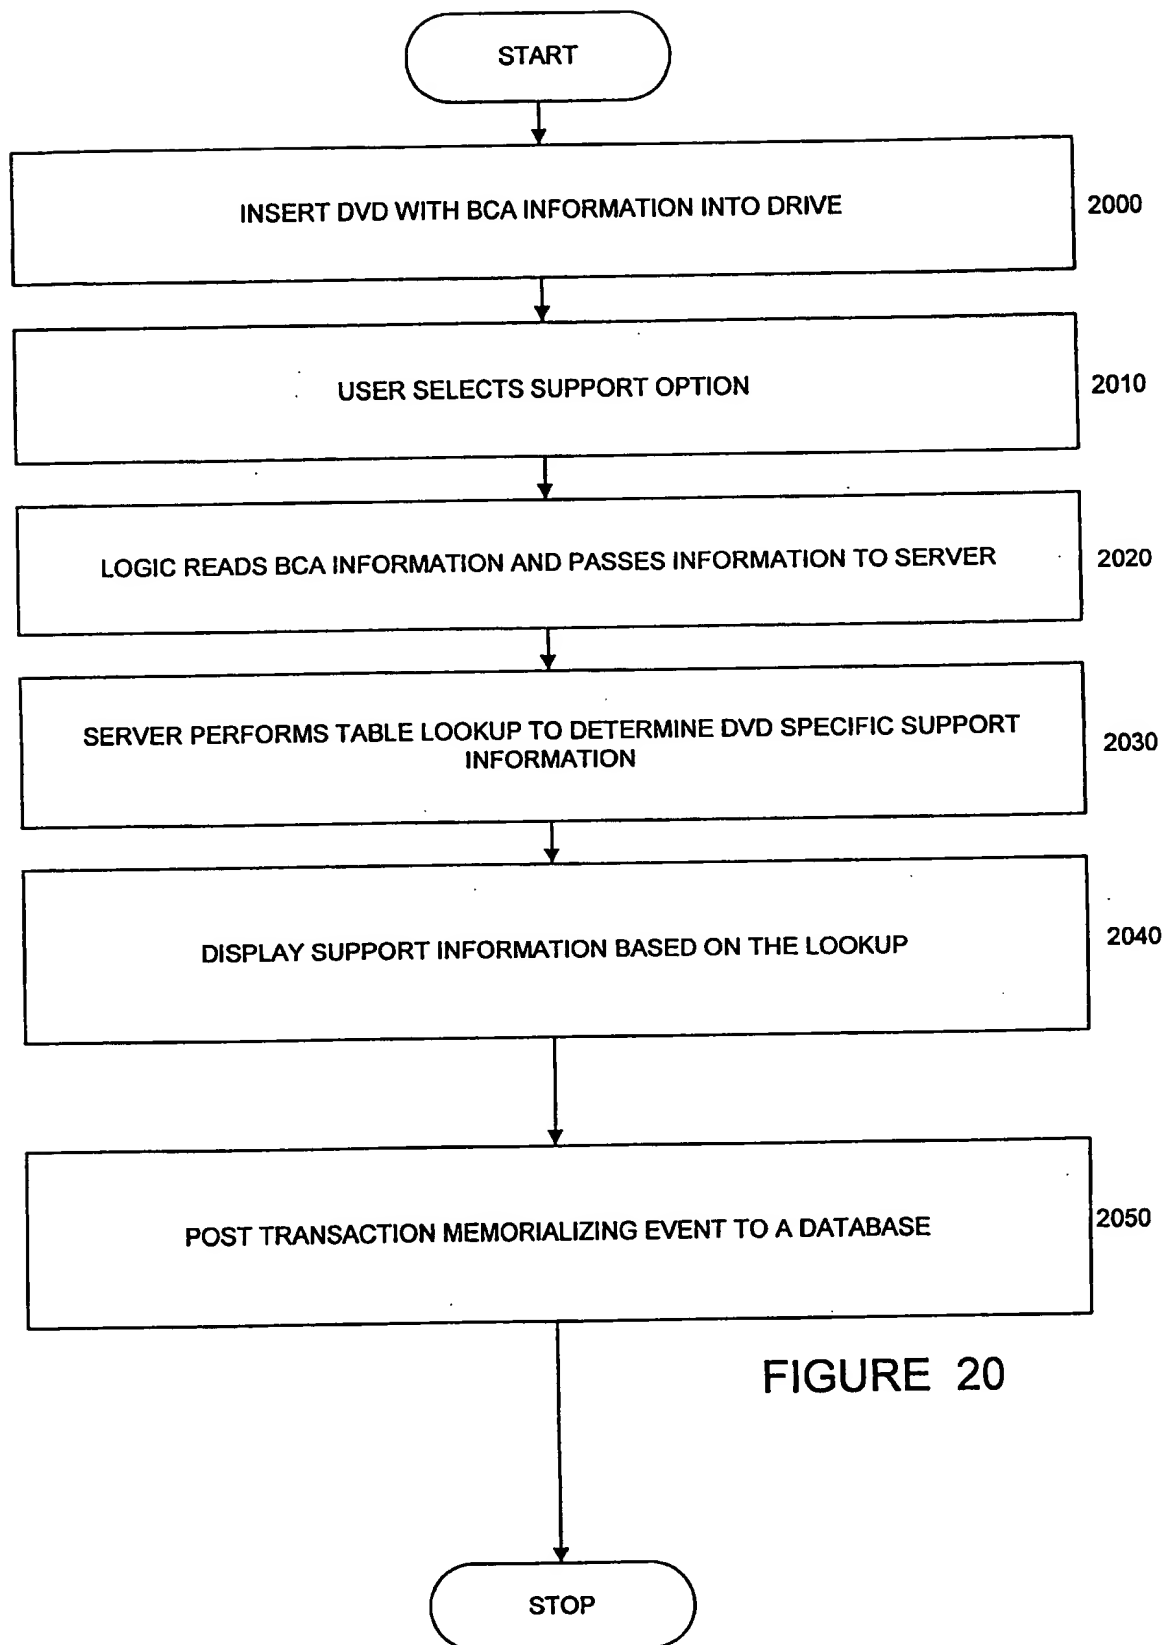 START
INSERT DVD WITH BCA INFORMATION INTO DRIVE
2000
USER SELECTS SUPPORT OPTION
2010
LOGIC READS BCA INFORMATION AND PASSES INFORMATION TO SERVER
2020
SERVER PERFORMS TABLE LOOKUP TO DETERMINE DVD SPECIFIC SUPPORT
INFORMATION
2030
DISPLAY SUPPORT INFORMATION BASED ON THE LOOKUP
2040
POST TRANSACTION MEMORIALIZING EVENT TO A DATABASE
2050
FIGURE 20
STOP